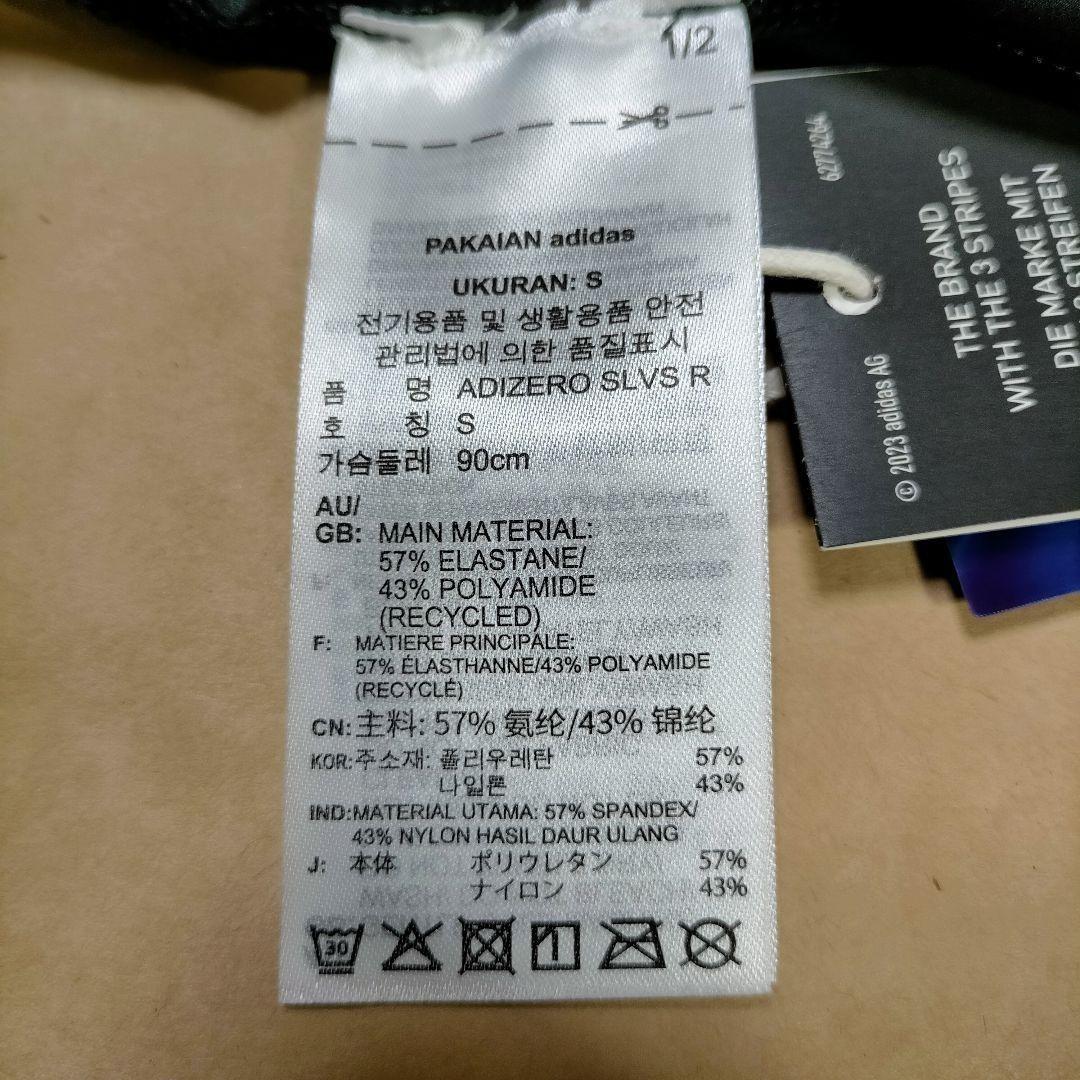 1/2
PAKAIAN adidas
UKURAN: S
전기용품 및 생활용품 안전
관리법에 의한 품질표시
품 명 ADIZERO SLVS R
호 칭 S
가슴둘레 90cm
AU/
GB: MAIN MATERIAL:
57% ELASTANE/
43% POLYAMIDE
(RECYCLED)
F: MATIERE PRINCIPALE:
57% ÉLASTHANNE/43% POLYAMIDE
(RECYCLÉ)
CN: 主料: 57% 氨纶/43% 锦纶
KOR: 주소재: 폴리우레탄 57%
나일론 43%
IND: MATERIAL UTAMA: 57% SPANDEX/
43% NYLON HASIL DAUR ULANG
J: 本体 ポリウレタン 57%
ナイロン 43%
30
1
62774264
THE BRAND
WITH THE 3 STRIPES
DIE MARKE MIT
STREIFEN
© 2023 adidas AG